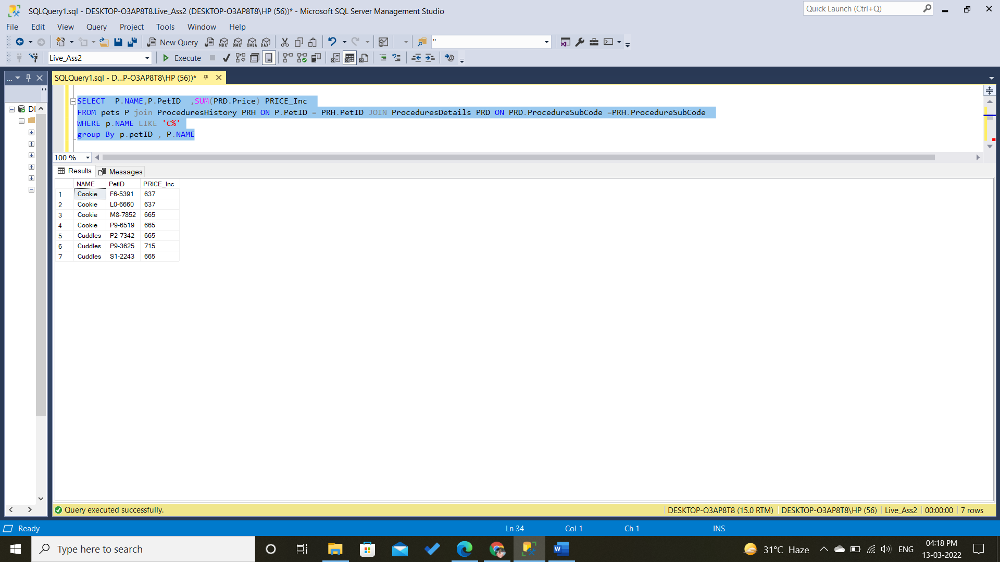 SQLQuery1.sql - DESKTOP-O3AP8T8.Live_Ass2 (DESKTOP-O3AP8T8\HP (56))* - Microsoft SQL Server Management Studio
Quick Launch (Ctrl+Q)
File Edit View Query Project Tools Window Help
New Query MDX DMX XMLA DAX "
Live_Ass2 Execute
... SQLQuery1.sql - D...P-O3AP8T8\HP (56))*
SELECT  P.NAME,P.PetID  ,SUM(PRD.Price) PRICE_Inc
FROM pets P join ProceduresHistory PRH ON P.PetID = PRH.PetID JOIN ProceduresDetails PRD ON PRD.ProcedureSubCode =PRH.ProcedureSubCode
WHERE p.NAME LIKE 'C%'
group By p.petID , P.NAME
100 %
Results Messages
NAME PetID PRICE_Inc
1 Cookie F6-5391 637
2 Cookie L0-6660 637
3 Cookie M8-7852 665
4 Cookie P9-6519 665
5 Cuddles P2-7342 665
6 Cuddles P9-3625 715
7 Cuddles S1-2243 665
Query executed successfully. DESKTOP-O3AP8T8 (15.0 RTM) DESKTOP-O3AP8T8\HP (56) Live_Ass2 00:00:00 7 rows
Ready Ln 34 Col 1 Ch 1 INS
Type here to search 31°C Haze ENG 04:18 PM
13-03-2022